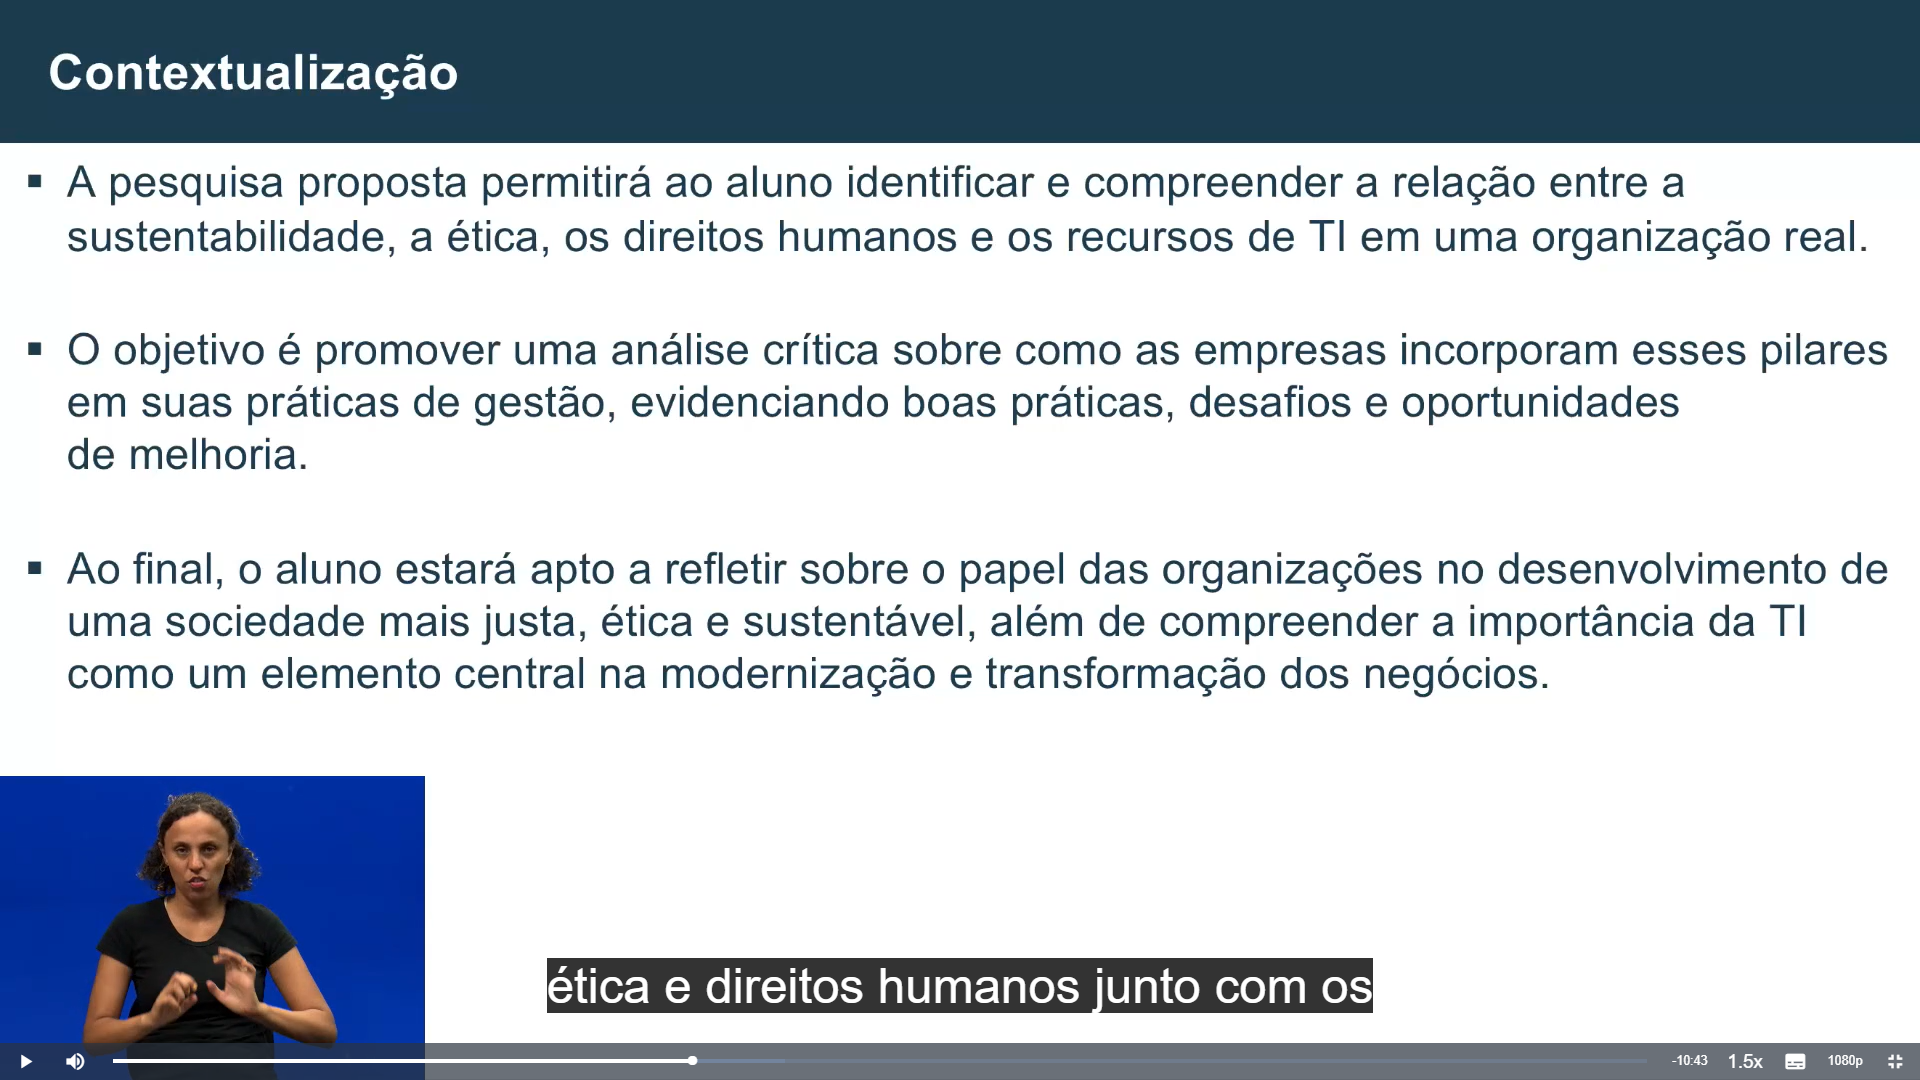 Contextualização
▪ A pesquisa proposta permitirá ao aluno identificar e compreender a relação entre a
sustentabilidade, a ética, os direitos humanos e os recursos de TI em uma organização real.
▪ O objetivo é promover uma análise crítica sobre como as empresas incorporam esses pilares
em suas práticas de gestão, evidenciando boas práticas, desafios e oportunidades
de melhoria.
▪ Ao final, o aluno estará apto a refletir sobre o papel das organizações no desenvolvimento de
uma sociedade mais justa, ética e sustentável, além de compreender a importância da TI
como um elemento central na modernização e transformação dos negócios.
ética e direitos humanos junto com os
-10:43 1.5x 1080p